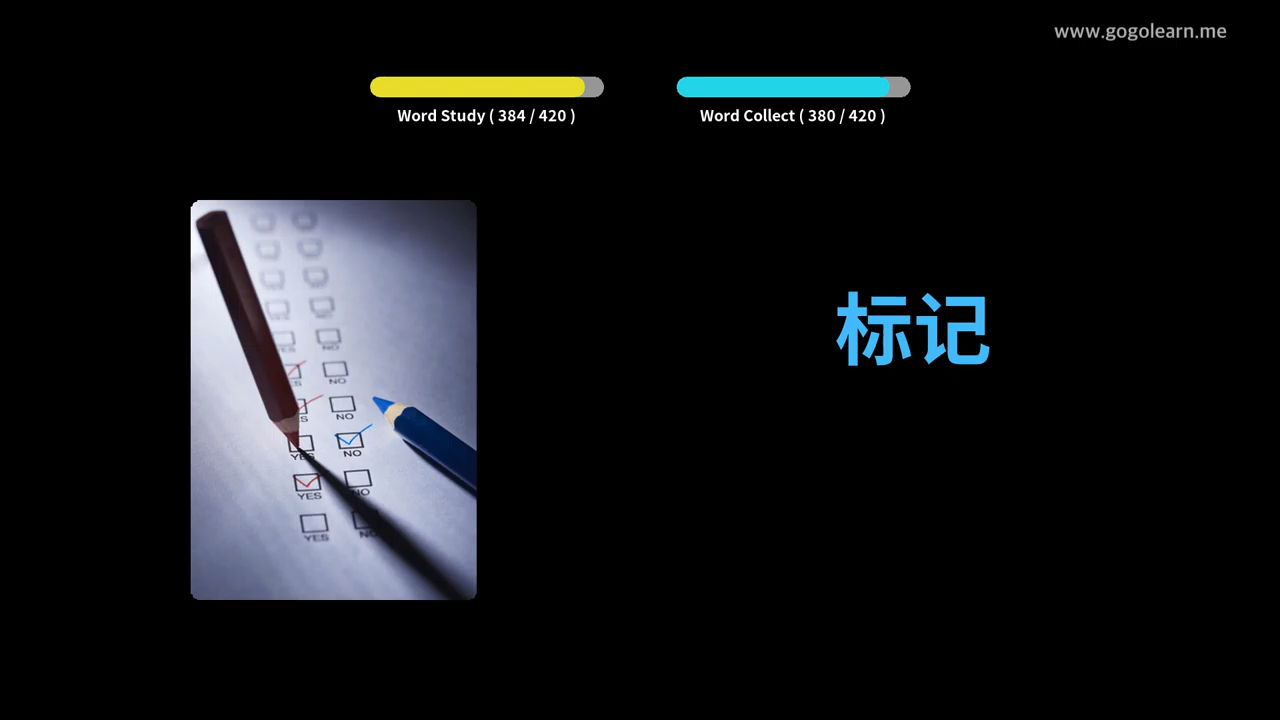 www.gogolearn.me
Word Study ( 384 / 420 )
Word Collect ( 380 / 420 )
标记
NO
NO
YES
NO
YES
NO
YES
NO